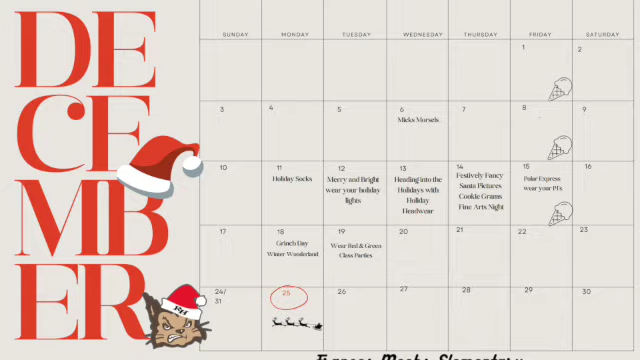 DE
CE
MB
ER
SUNDAY MONDAY TUESDAY WEDNESDAY THURSDAY FRIDAY SATURDAY
1 2
3 4 5 6 7 8 9
Micks Morsels
10 11 12 13 14 15 16
Holiday Socks
Merry and Bright
wear your holiday
lights
Heading into the
Holidays with
Holiday
Headwear
Festively Fancy
Santa Pictures
Cookie Grams
Fine Arts Night
Polar Express
wear your PJ's
17 18 19 20 21 22 23
Grinch Day
Winter Wonderland
Wear Red & Green
Class Parties
24/
31
25 26 27 28 29 30
Elementary